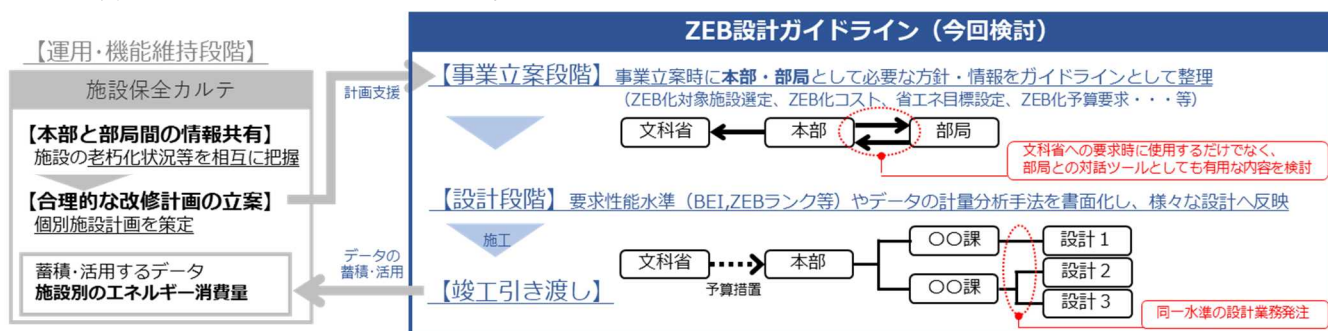 【運用・機能維持段階】
施設保全カルテ
【本部と部局間の情報共有】
施設の老朽化状況等を相互に把握
【合理的な改修計画の立案】
個別施設計画を策定
蓄積・活用するデータ
施設別のエネルギー消費量
計画支援
データの
蓄積・活用
ZEB設計ガイドライン（今回検討）
【事業立案段階】事業立案時に本部・部局として必要な方針・情報をガイドラインとして整理
（ZEB化対象施設選定、ZEB化コスト、省エネ目標設定、ZEB化予算要求・・・等）
文科省 本部 部局
文科省への要求時に使用するだけでなく、
部局との対話ツールとしても有用な内容を検討
【設計段階】要求性能水準（BEI,ZEBランク等）やデータの計量分析手法を書面化し、様々な設計へ反映
施工
文科省 本部
予算措置
〇〇課 設計１
〇〇課 設計２
設計３
同一水準の設計業務発注
【竣工引き渡し】